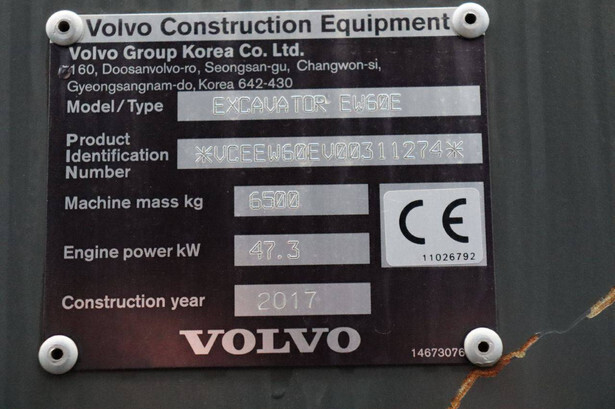 Volvo Construction Equipment
Volvo Group Korea Co. Ltd.
160, Doosanvolvo-ro, Seongsan-gu, Changwon-si,
Gyeongsangnam-do, Korea 642-430
Model/Type EXCAVATOR EW60E
Product
Identification *VCEEW60EV00311274*
Number
Machine mass kg 6500
CE
Engine power kW 47.3
11026792
Construction year 2017
VOLVO
14673076